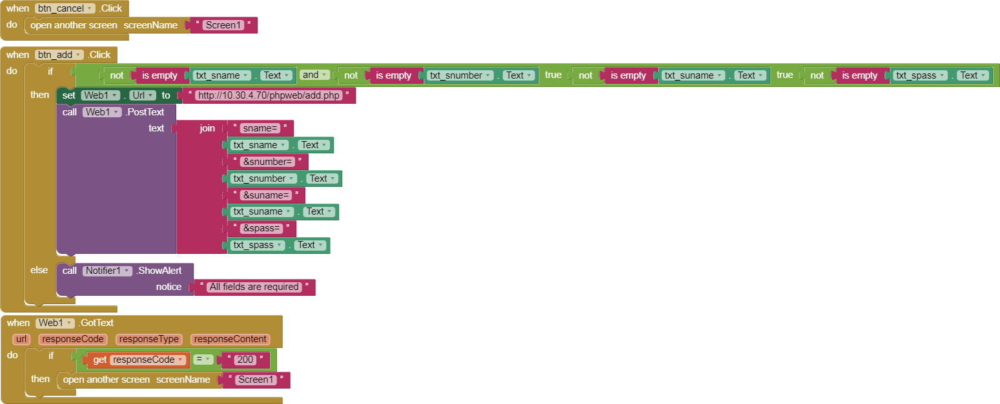 when btn_cancel .Click
do open another screen screenName " Screen1 "
when btn_add .Click
do if not is empty txt_sname . Text and not is empty txt_snumber . Text true not is empty txt_suname . Text true not is empty txt_spass . Text
then set Web1 . Url to " http://10.30.4.70/phpweb/add.php "
call Web1 .PostText
text join " sname= "
txt_sname . Text
" &snumber= "
txt_snumber . Text
" &suname= "
txt_suname . Text
" &spass= "
txt_spass . Text
else call Notifier1 .ShowAlert
notice " All fields are required "
when Web1 .GotText
url responseCode responseType responseContent
do if get responseCode = " 200 "
then open another screen screenName " Screen1 "